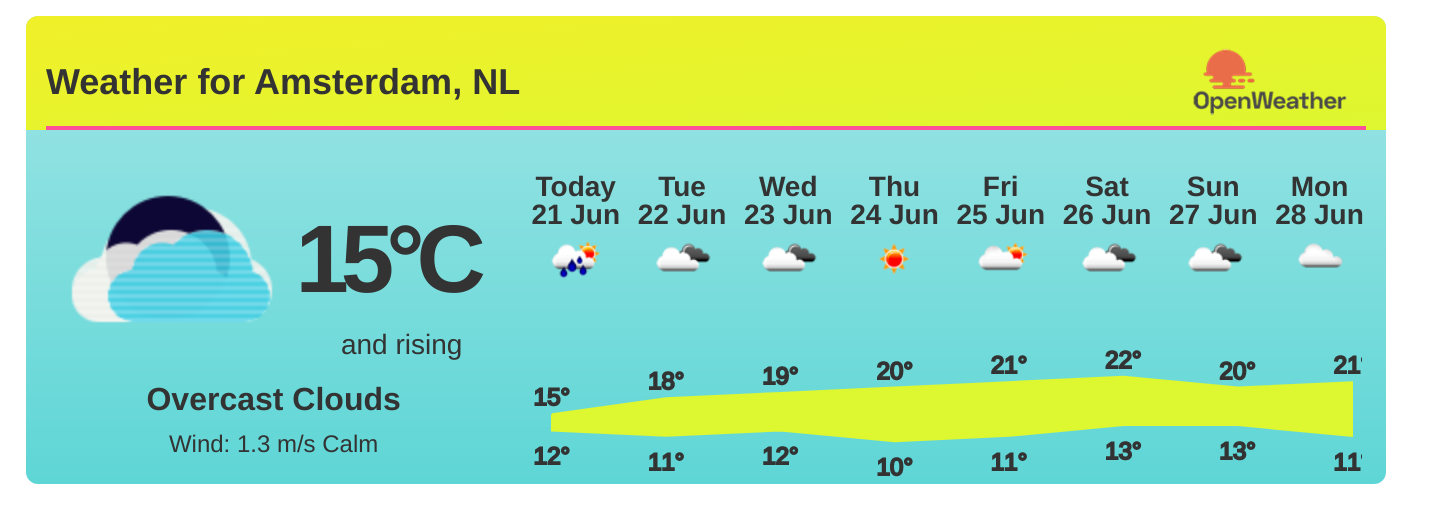 Weather for Amsterdam, NL
OpenWeather
Today Tue Wed Thu Fri Sat Sun Mon
21 Jun 22 Jun 23 Jun 24 Jun 25 Jun 26 Jun 27 Jun 28 Jun
15°C
and rising
Overcast Clouds
Wind: 1.3 m/s Calm
15° 18° 19° 20° 21° 22° 20° 21°
12° 11° 12° 10° 11° 13° 13° 11°